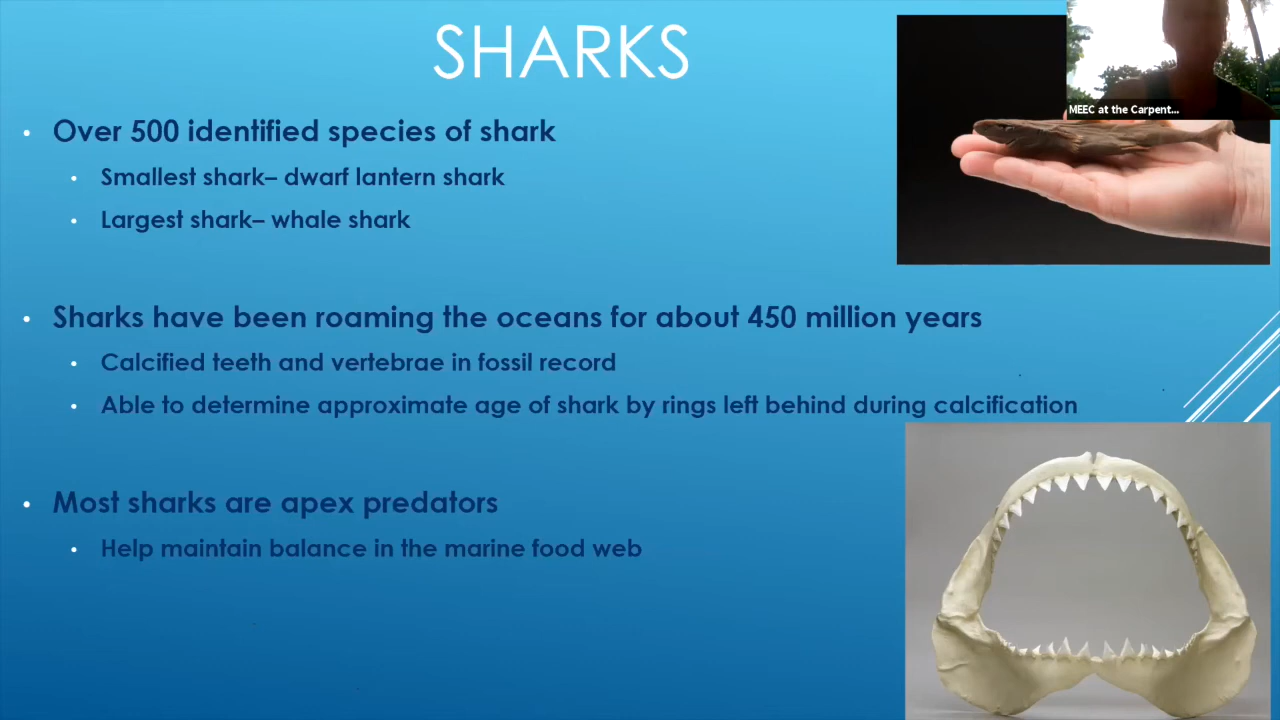 SHARKS
MEEC at the Carpent...
• Over 500 identified species of shark
• Smallest shark– dwarf lantern shark
• Largest shark– whale shark
• Sharks have been roaming the oceans for about 450 million years
• Calcified teeth and vertebrae in fossil record
• Able to determine approximate age of shark by rings left behind during calcification
• Most sharks are apex predators
• Help maintain balance in the marine food web